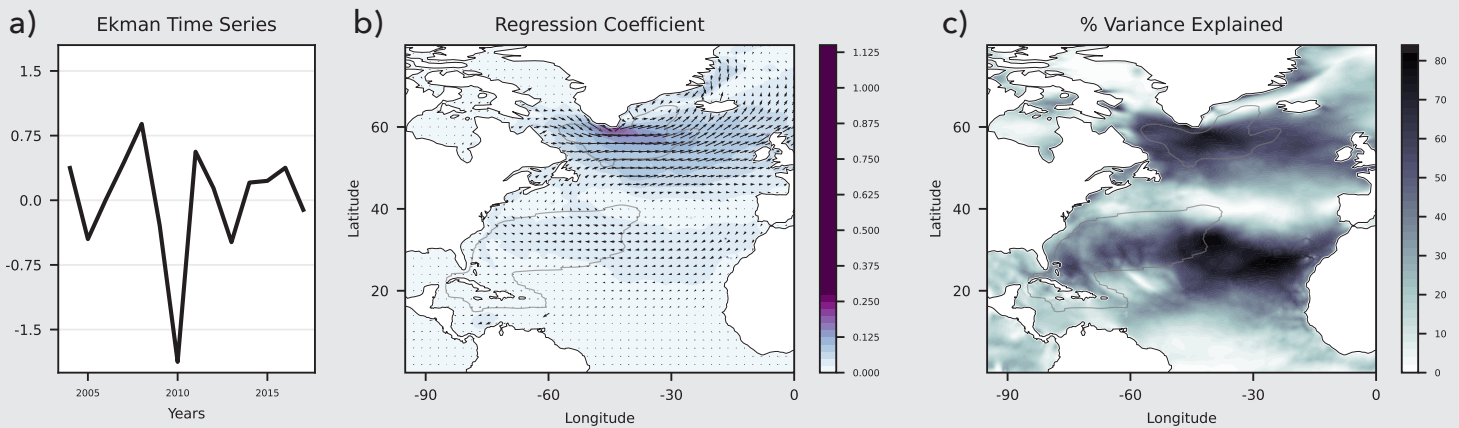 a) Ekman Time Series
1.5
0.75
0.0
-0.75
-1.5
2005 2010 2015
Years
b) Regression Coefficient
Latitude
60
40
20
-90 -60 -30 0
Longitude
1.125
1.000
0.875
0.750
0.625
0.500
0.375
0.250
0.125
0.000
c) % Variance Explained
Latitude
60
40
20
-90 -60 -30 0
Longitude
80
70
60
50
40
30
20
10
0